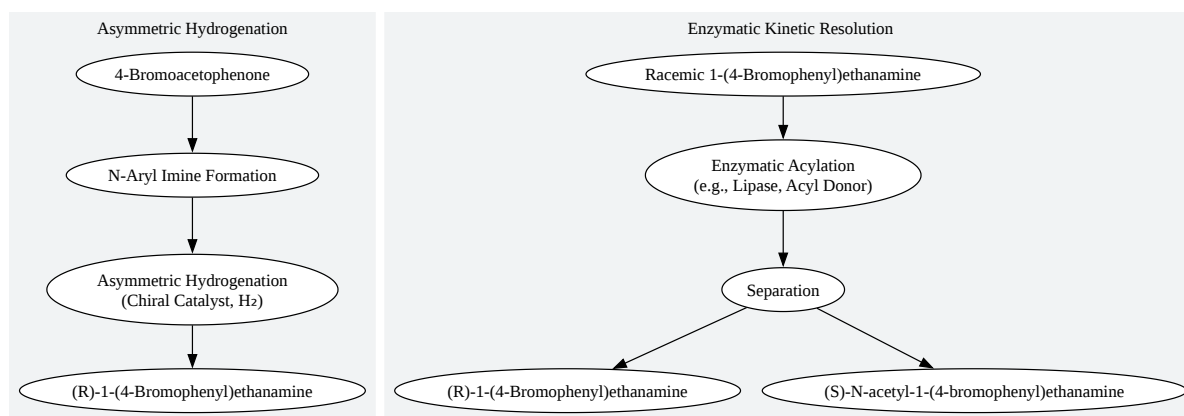 Asymmetric Hydrogenation
4-Bromoacetophenone
N-Aryl Imine Formation
Asymmetric Hydrogenation
(Chiral Catalyst, H₂)
(R)-1-(4-Bromophenyl)ethanamine
Enzymatic Kinetic Resolution
Racemic 1-(4-Bromophenyl)ethanamine
Enzymatic Acylation
(e.g., Lipase, Acyl Donor)
Separation
(R)-1-(4-Bromophenyl)ethanamine
(S)-N-acetyl-1-(4-bromophenyl)ethanamine